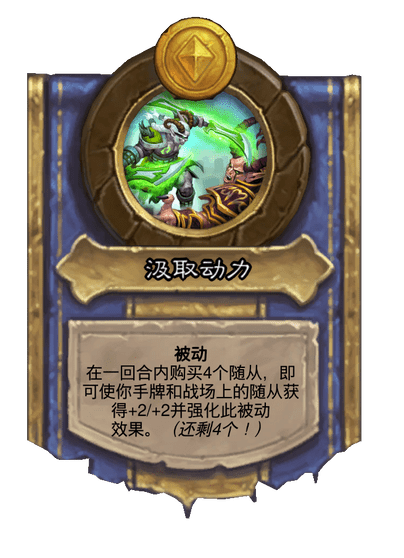 汲取动力
被动
在一回合内购买4个随从，即
可使你手牌和战场上的随从获
得+2/+2并强化此被动
效果。（还剩4个！）